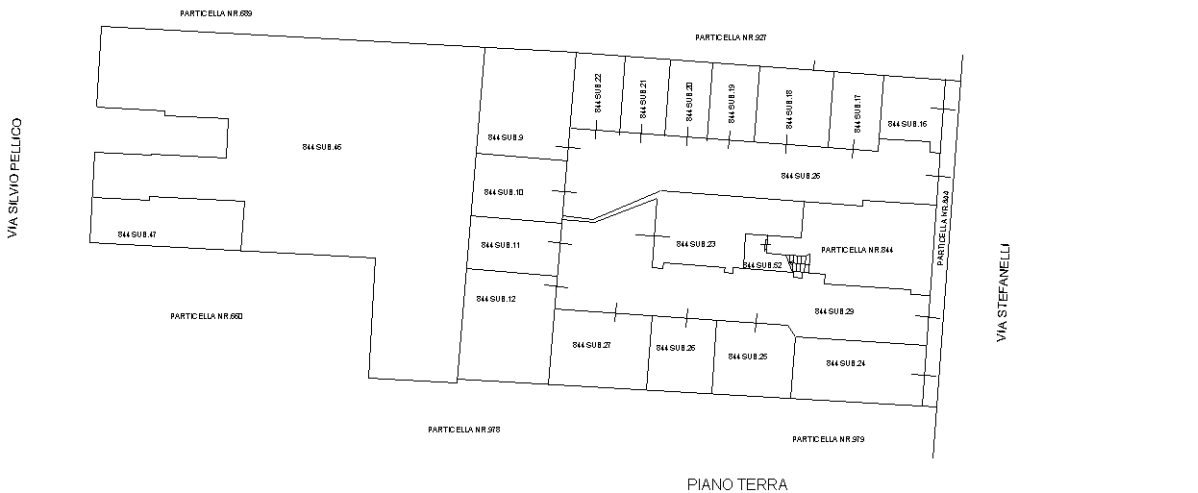 PARTICELLA NR.689
PARTICELLA NR.927
VIA SILVIO PELLICO
844 SUB.22
844 SUB.21
844 SUB.20
844 SUB.19
844 SUB.18
844 SUB.17
844 SUB.16
844 SUB.9
844 SUB.46
844 SUB.26
844 SUB.10
PARTICELLA NR.844
844 SUB.47
844 SUB.11
844 SUB.23
PARTICELLA NR.844
844 SUB.52
VIA STEFANELLI
844 SUB.12
PARTICELLA NR.660
844 SUB.29
844 SUB.27
844 SUB.26
844 SUB.25
844 SUB.24
PARTICELLA NR.978
PARTICELLA NR.979
PIANO TERRA